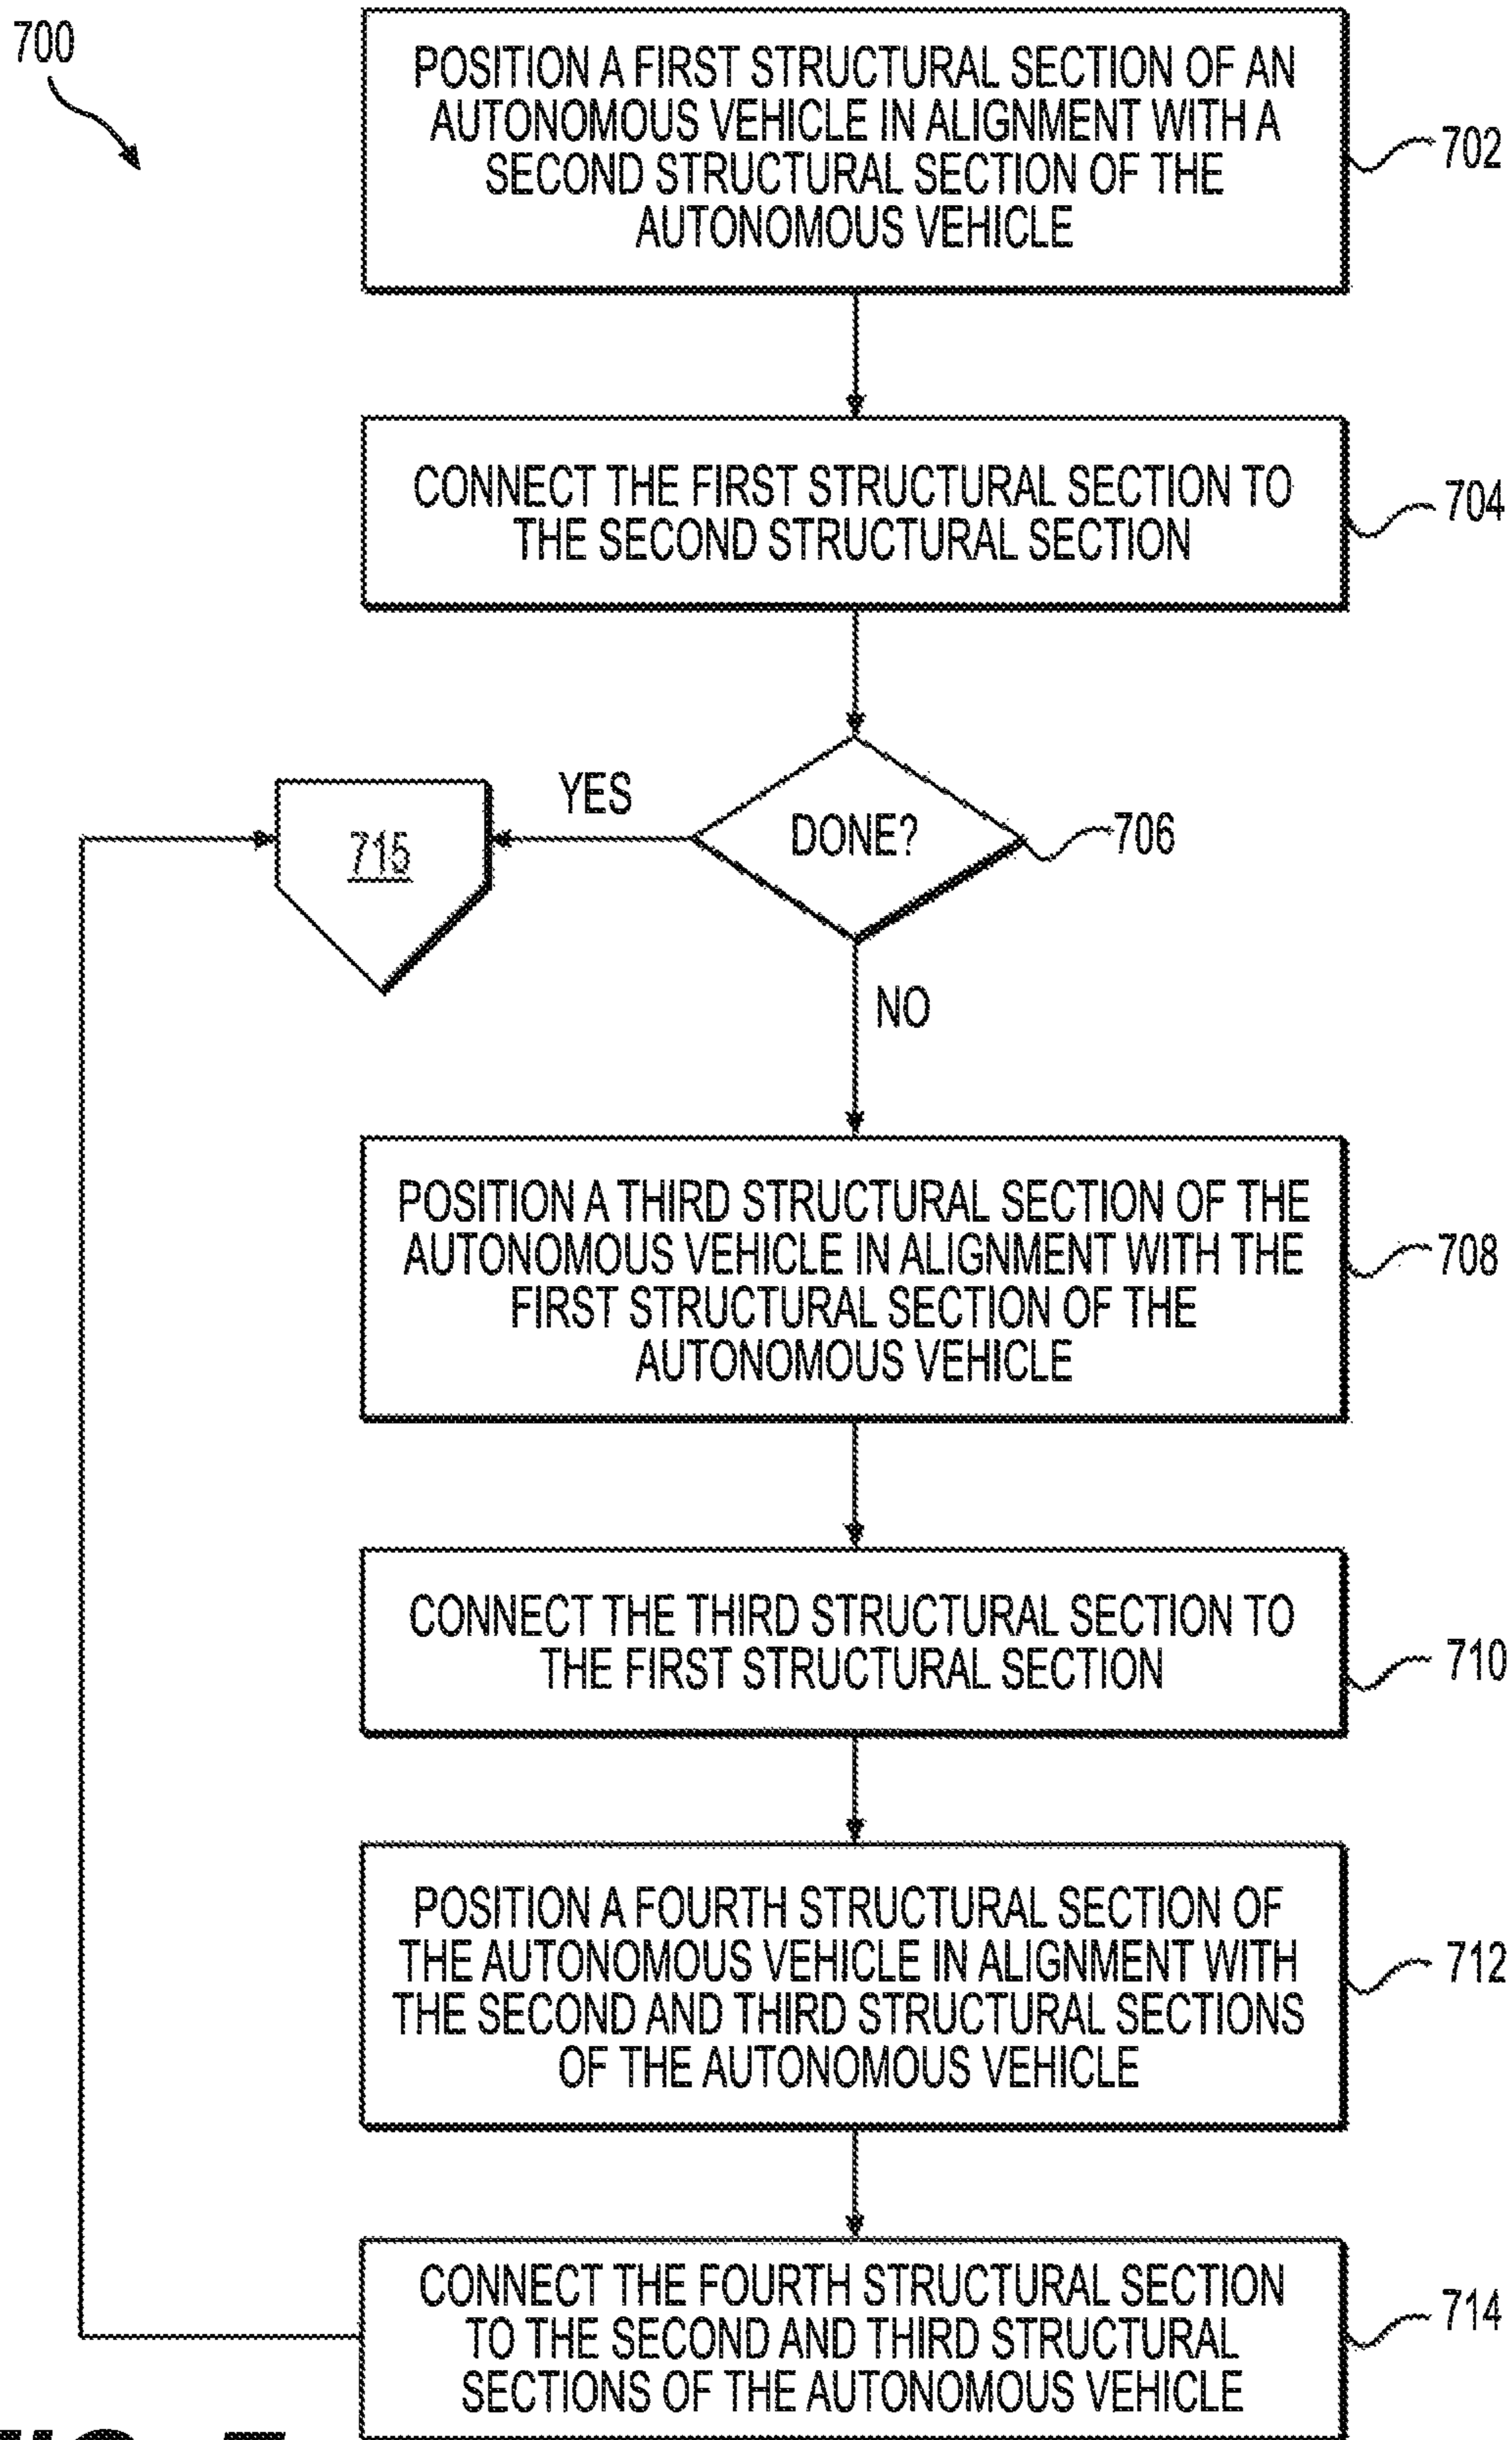 700
POSITION A FIRST STRUCTURAL SECTION OF AN
AUTONOMOUS VEHICLE IN ALIGNMENT WITH A
SECOND STRUCTURAL SECTION OF THE
AUTONOMOUS VEHICLE
702
CONNECT THE FIRST STRUCTURAL SECTION TO
THE SECOND STRUCTURAL SECTION
704
YES
DONE?
706
715
NO
POSITION A THIRD STRUCTURAL SECTION OF THE
AUTONOMOUS VEHICLE IN ALIGNMENT WITH THE
FIRST STRUCTURAL SECTION OF THE
AUTONOMOUS VEHICLE
708
CONNECT THE THIRD STRUCTURAL SECTION TO
THE FIRST STRUCTURAL SECTION
710
POSITION A FOURTH STRUCTURAL SECTION OF
THE AUTONOMOUS VEHICLE IN ALIGNMENT WITH
THE SECOND AND THIRD STRUCTURAL SECTIONS
OF THE AUTONOMOUS VEHICLE
712
CONNECT THE FOURTH STRUCTURAL SECTION
TO THE SECOND AND THIRD STRUCTURAL
SECTIONS OF THE AUTONOMOUS VEHICLE
714